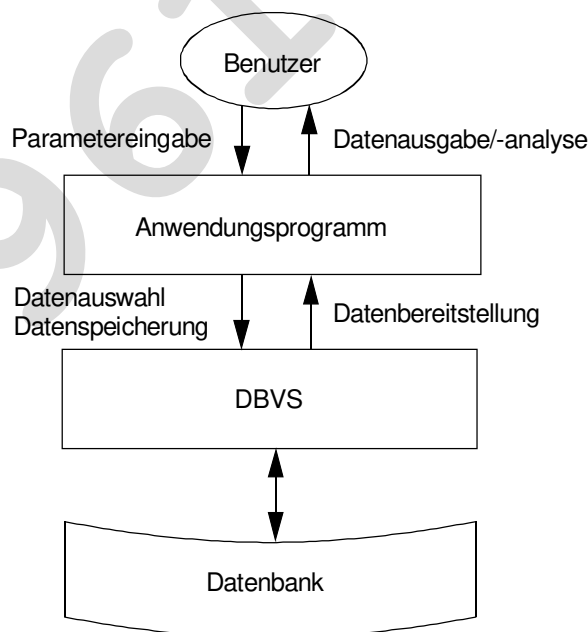 Benutzer
Parametereingabe
Datenausgabe/-analyse
Anwendungsprogramm
Datenauswahl
Datenspeicherung
Datenbereitstellung
DBVS
Datenbank